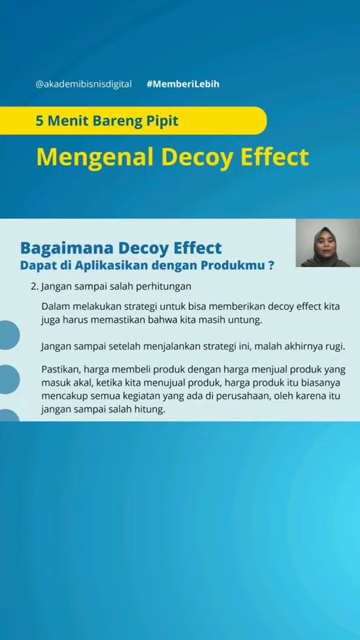 @akademibisnisdigital #MemberiLebih
5 Menit Bareng Pipit
Mengenal Decoy Effect
Bagaimana Decoy Effect
Dapat di Aplikasikan dengan Produkmu ?
2. Jangan sampai salah perhitungan
Dalam melakukan strategi untuk bisa memberikan decoy effect kita
juga harus memastikan bahwa kita masih untung.
Jangan sampai setelah menjalankan strategi ini, malah akhirnya rugi.
Pastikan, harga membeli produk dengan harga menjual produk yang
masuk akal, ketika kita menujual produk, harga produk itu biasanya
mencakup semua kegiatan yang ada di perusahaan, oleh karena itu
jangan sampai salah hitung.